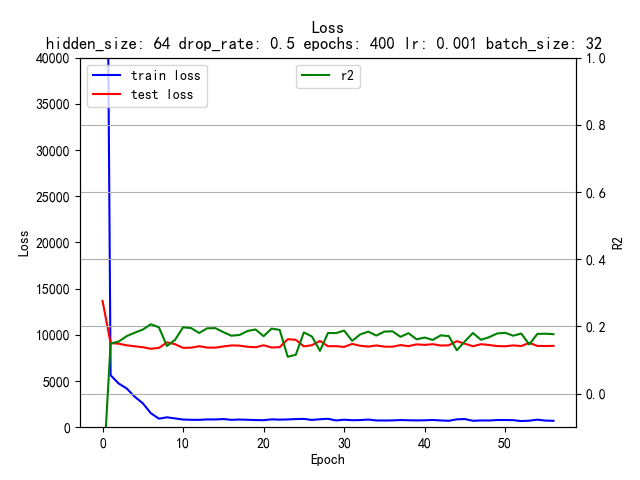 Loss
hidden_size: 64 drop_rate: 0.5 epochs: 400 lr: 0.001 batch_size: 32
train loss
test loss
r2
40000
35000
30000
25000
20000
15000
10000
5000
0
1.0
0.8
0.6
0.4
0.2
0.0
Loss
R2
0
10
20
30
40
50
Epoch